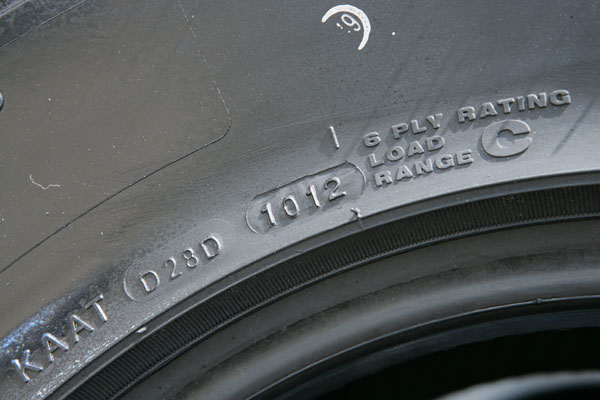 6 PLY RATING
LOAD
RANGE C
KAAT D28D 1012